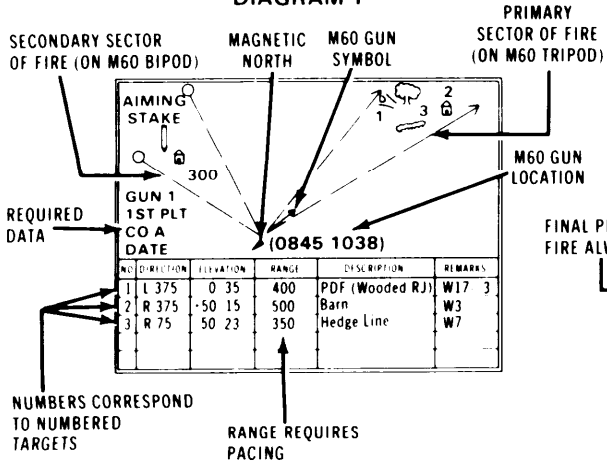 DIAGRAM 1
PRIMARY
SECTOR OF FIRE
(ON M60 TRIPOD)
SECONDARY SECTOR
OF FIRE (ON M60 BIPOD)
MAGNETIC
NORTH
M60 GUN
SYMBOL
AIMING
STAKE
300
1
3
2
M60 GUN
LOCATION
GUN 1
1ST PLT
CO A
DATE
REQUIRED
DATA
(0845 1038)
FINAL
FIRE
NO DIRECTION ELEVATION RANGE DESCRIPTION REMARKS
1 L 375 0 35 400 PDF (Wooded RJ) W17 3
2 R 375 -50 15 500 Barn W3
3 R 75 50 23 350 Hedge Line W7
NUMBERS CORRESPOND
TO NUMBERED
TARGETS
RANGE REQUIRES
PACING